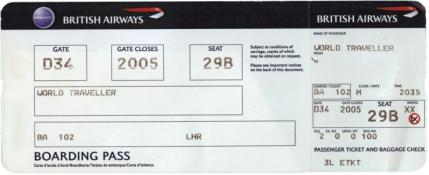 BRITISH AIRWAYS
GATE
D34
GATE CLOSES
2005
SEAT
29B
Subject to conditions of
carriage, copies of which
may be obtained on request.
Please see important notices
on the back of this document.
WORLD TRAVELLER
BA 102 LHR
BOARDING PASS
Carte d'accès à bord/Bordkarte/Tarjeta de embarque/Carta d'imbarco
BRITISH AIRWAYS
NAME OF PASSENGER
WORLD TRAVELLER
FROM
TO
CARRIER / FLIGHT CLASS / DATE TIME
BA 102 M 2035
GATE GATE CLOSES SEAT SMOKE
D34 2005 29B XX
PCS. CK. WT. UNCK. WT. SEQ. NO.
2 0 0 100
PASSENGER TICKET AND BAGGAGE CHECK
3L ETKT